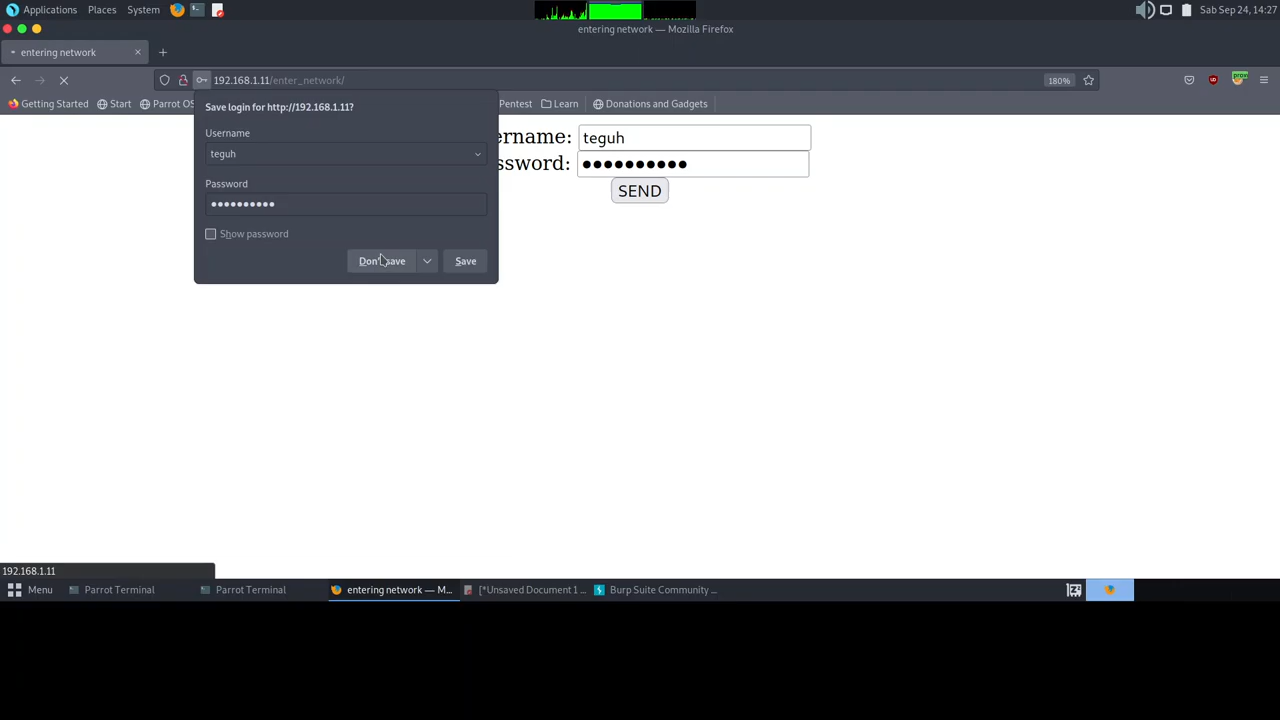 Applications Places System
Sab Sep 24, 14:27
entering network — Mozilla Firefox
entering network
192.168.1.11/enter_network/
180%
Getting Started Start Parrot OS Pentest Learn Donations and Gadgets
Save login for http://192.168.1.11?
Username
teguh
Password
●●●●●●●●●●
Show password
Don't save
Save
ername: teguh
ssword: ●●●●●●●●●●
SEND
192.168.1.11
Menu Parrot Terminal Parrot Terminal entering network — M... [*Unsaved Document 1 ... Burp Suite Community ...